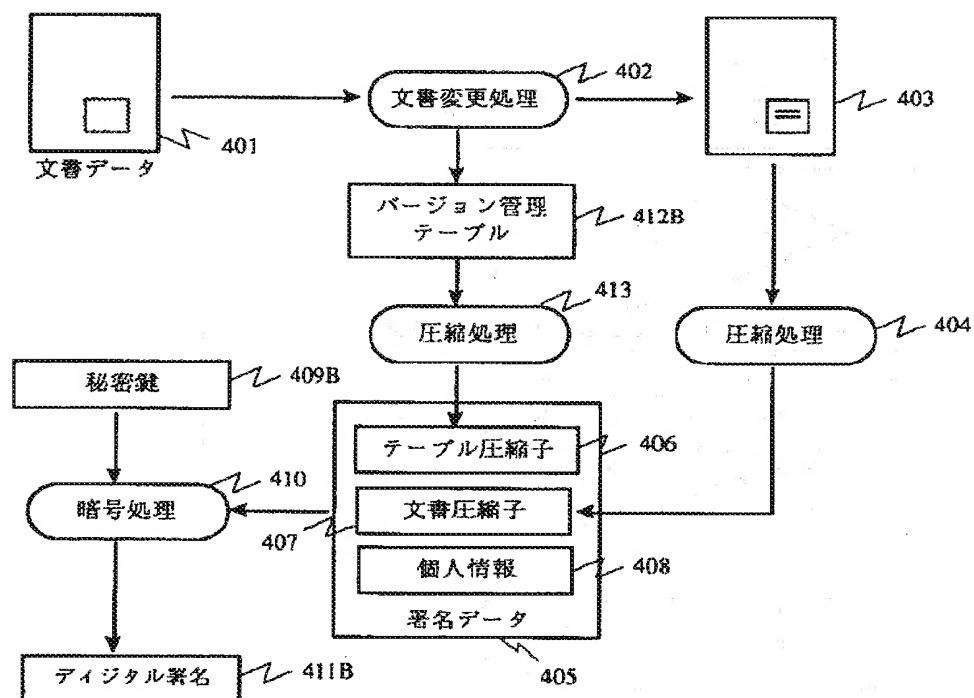 402
文書変更処理
403
401
文書データ
バージョン管理
テーブル
412B
413
圧縮処理
圧縮処理
404
秘密鍵
409B
テーブル圧縮子
406
410
暗号処理
文書圧縮子
407
個人情報
408
署名データ
405
ディジタル署名
411B